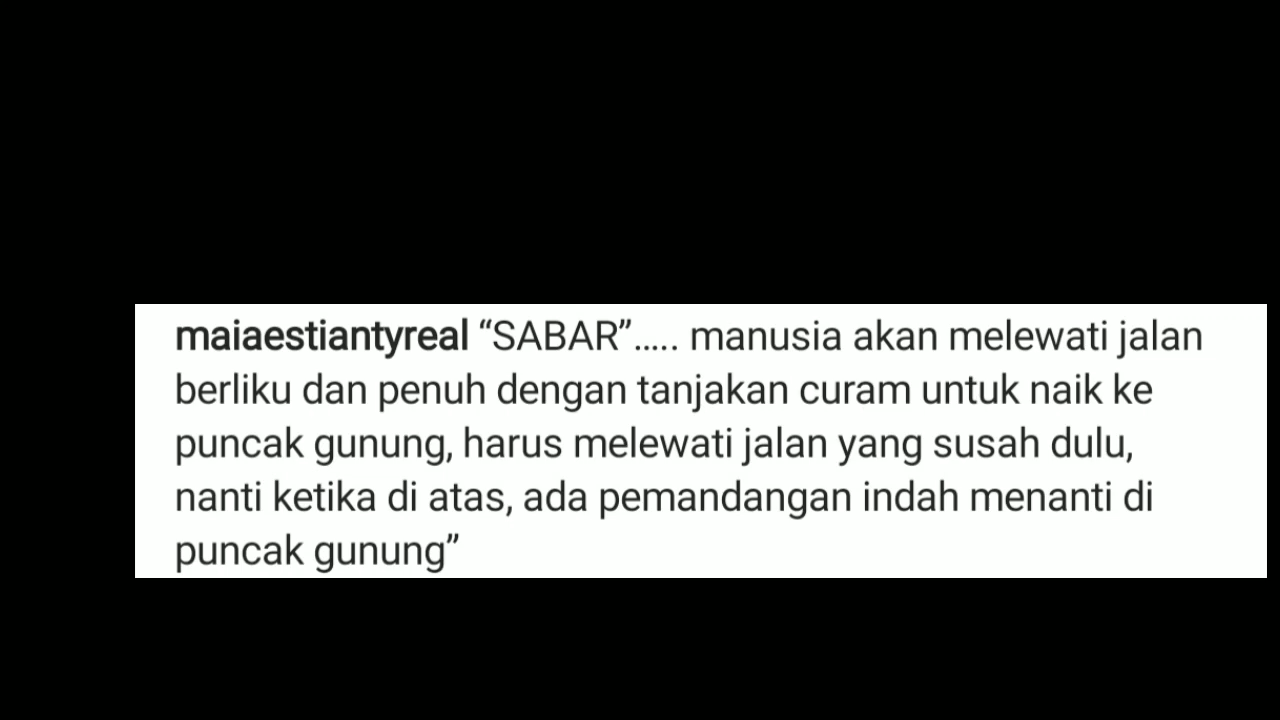 maiaestiantyreal “SABAR”..... manusia akan melewati jalan
berliku dan penuh dengan tanjakan curam untuk naik ke
puncak gunung, harus melewati jalan yang susah dulu,
nanti ketika di atas, ada pemandangan indah menanti di
puncak gunung”